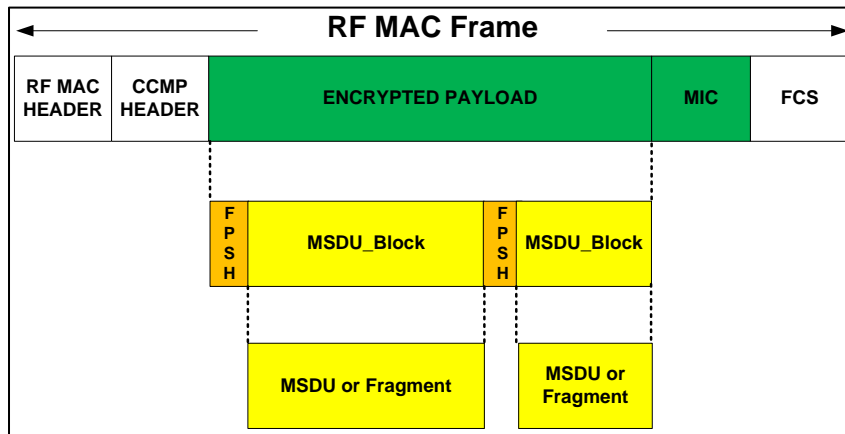 RF MAC Frame
RF MAC
HEADER
CCMP
HEADER
ENCRYPTED PAYLOAD
MIC
FCS
F
P
S
H
MSDU_Block
F
P
S
H
MSDU_Block
MSDU or Fragment
MSDU or
Fragment